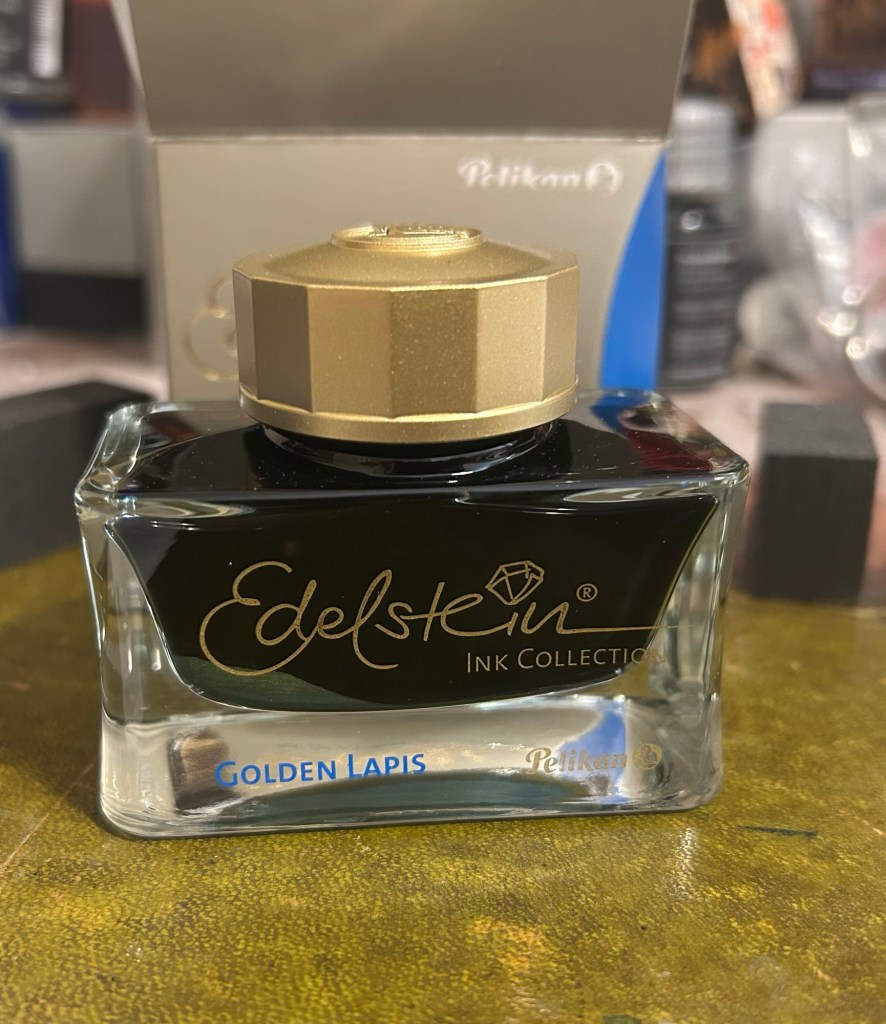 Pelikan
Edelstein®
INK COLLECTION
GOLDEN LAPIS
Pelikan